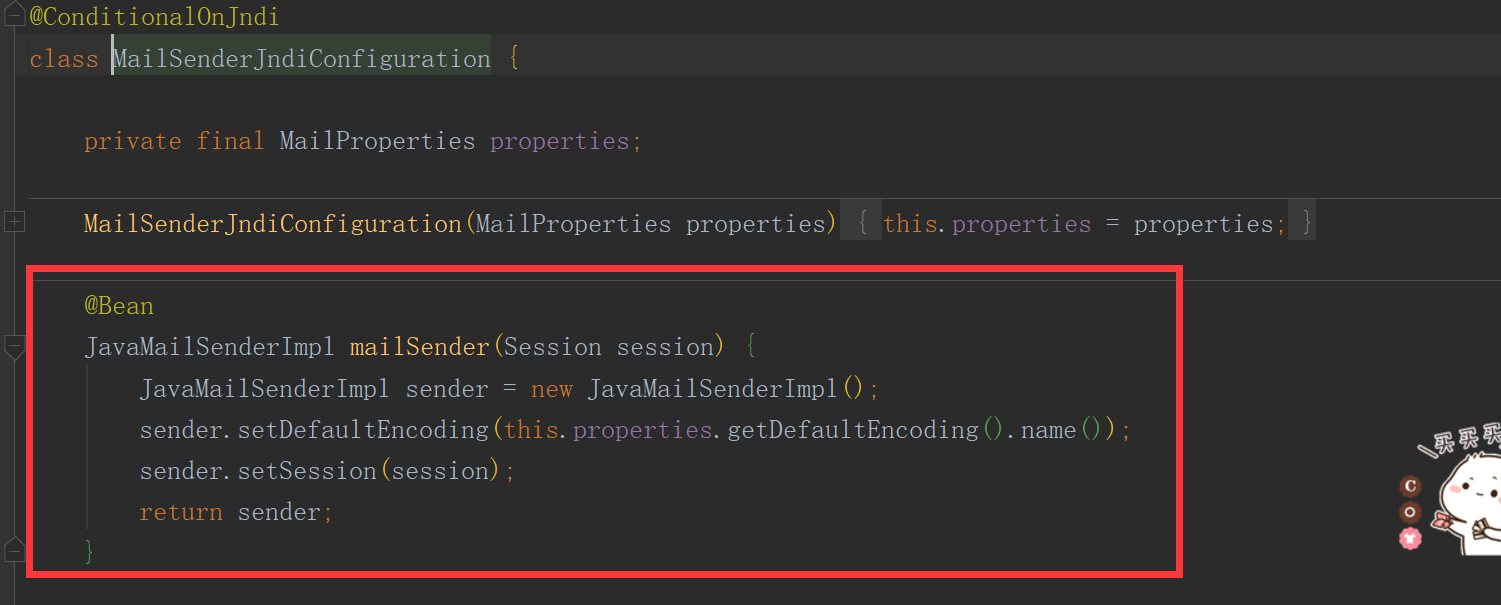 @ConditionalOnJndi
class MailSenderJndiConfiguration {
private final MailProperties properties;
MailSenderJndiConfiguration(MailProperties properties) { this.properties = properties; }
@Bean
JavaMailSenderImpl mailSender(Session session) {
JavaMailSenderImpl sender = new JavaMailSenderImpl();
sender.setDefaultEncoding(this.properties.getDefaultEncoding().name());
sender.setSession(session);
return sender;
}
买买买
C